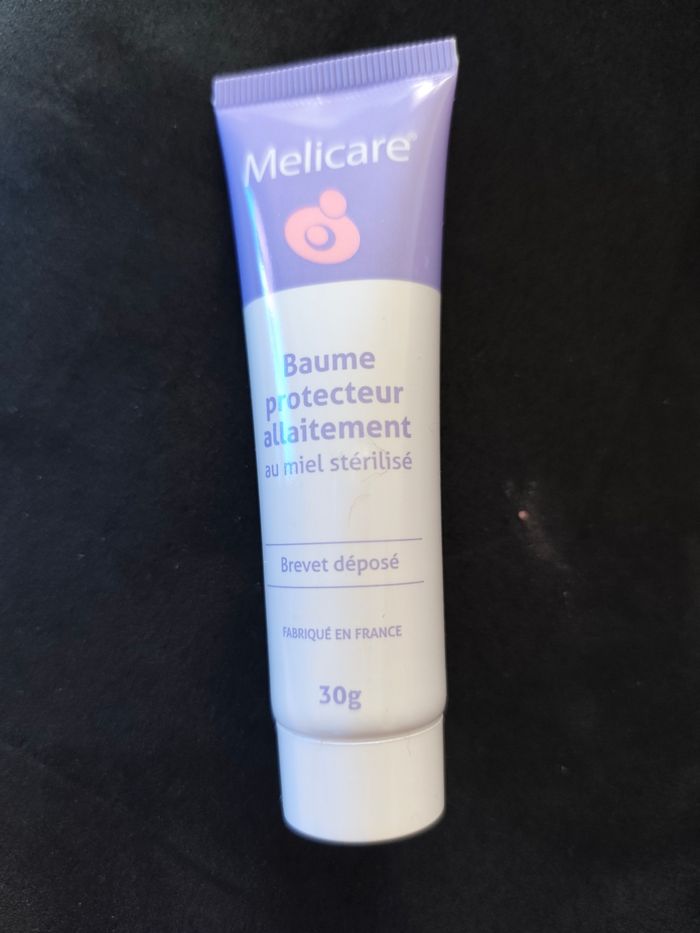 Melicare®
Baume
protecteur
allaitement
au miel stérilisé
Brevet déposé
FABRIQUÉ EN FRANCE
30g